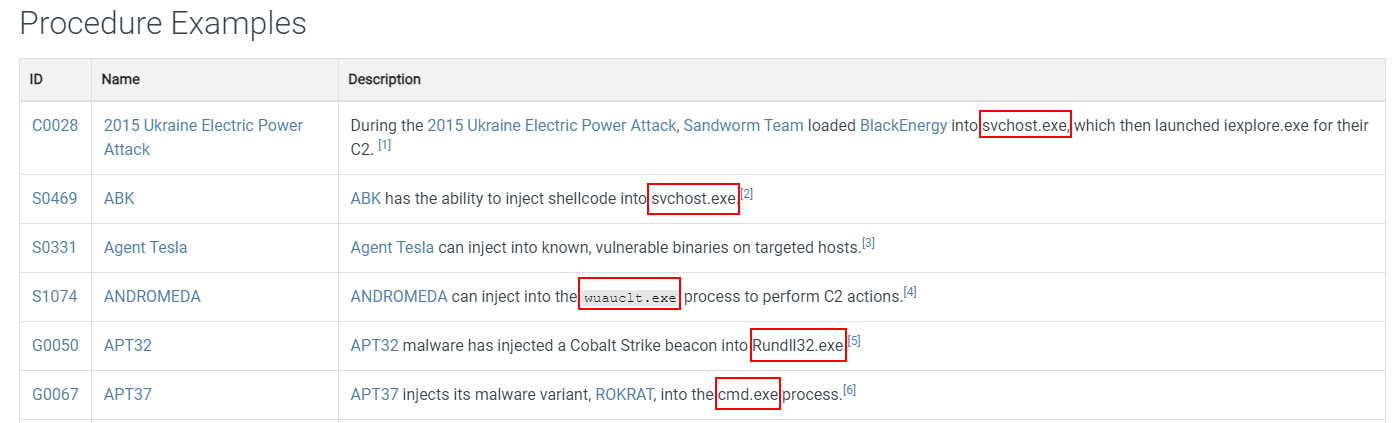 Procedure Examples
ID Name Description
C0028 2015 Ukraine Electric Power During the 2015 Ukraine Electric Power Attack, Sandworm Team loaded BlackEnergy into svchost.exe, which then launched iexplore.exe for their
Attack C2. [1]
S0469 ABK ABK has the ability to inject shellcode into svchost.exe.[2]
S0331 Agent Tesla Agent Tesla can inject into known, vulnerable binaries on targeted hosts.[3]
S1074 ANDROMEDA ANDROMEDA can inject into the wuauclt.exe process to perform C2 actions.[4]
G0050 APT32 APT32 malware has injected a Cobalt Strike beacon into Rundll32.exe.[5]
G0067 APT37 APT37 injects its malware variant, ROKRAT, into the cmd.exe process.[6]